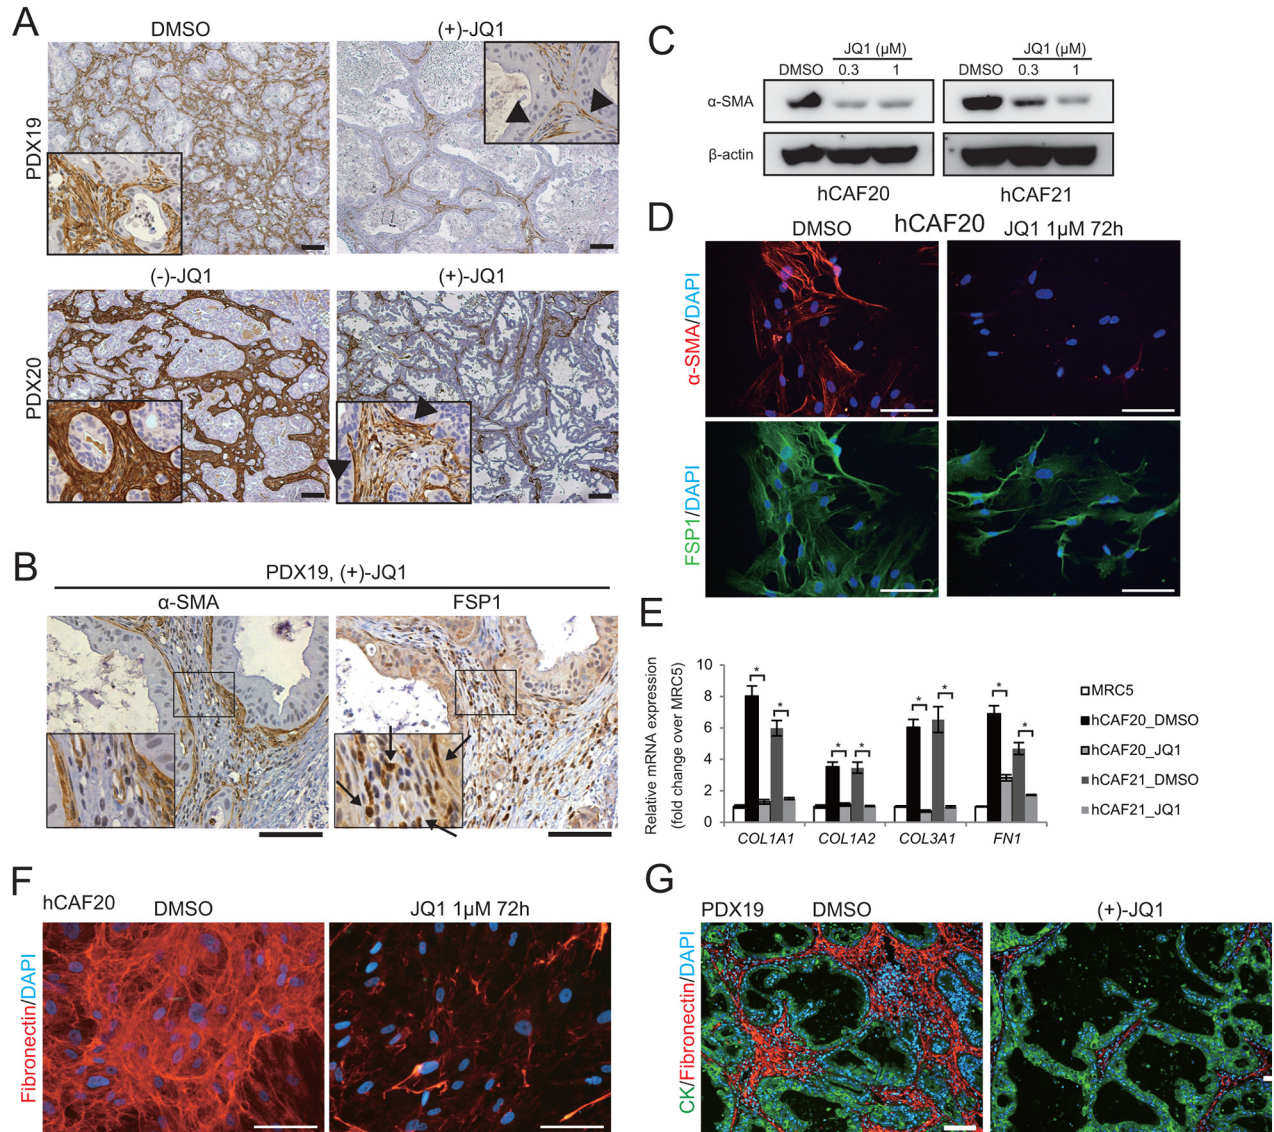 A
DMSO
(+)-JQ1
PDX19
(-)-JQ1
(+)-JQ1
PDX20
B
PDX19, (+)-JQ1
α-SMA
FSP1
C
JQ1 (µM)
JQ1 (µM)
DMSO 0.3 1
DMSO 0.3 1
α-SMA
β-actin
hCAF20
hCAF21
D
hCAF20
DMSO
JQ1 1µM 72h
α-SMA/DAPI
FSP1/DAPI
E
Relative mRNA expression
(fold change over MRC5)
10
8
6
4
2
0
* * * * * * * *
COL1A1 COL1A2 COL3A1 FN1
MRC5
hCAF20_DMSO
hCAF20_JQ1
hCAF21_DMSO
hCAF21_JQ1
F
hCAF20
DMSO
JQ1 1µM 72h
Fibronectin/DAPI
G
PDX19
DMSO
(+)-JQ1
CK/Fibronectin/DAPI